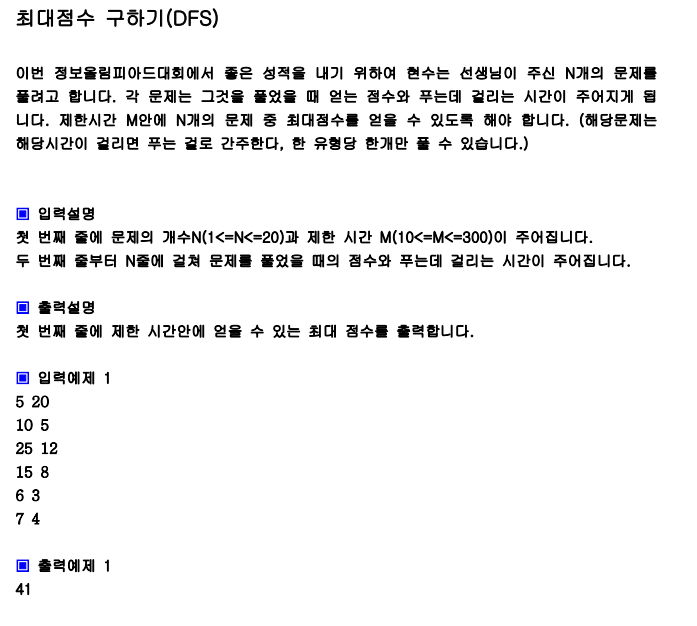 최대점수 구하기(DFS)
이번 정보올림피아드대회에서 좋은 성적을 내기 위하여 현수는 선생님이 주신 N개의 문제를
풀려고 합니다. 각 문제는 그것을 풀었을 때 얻는 점수와 푸는데 걸리는 시간이 주어지게 됩
니다. 제한시간 M안에 N개의 문제 중 최대점수를 얻을 수 있도록 해야 합니다. (해당문제는
해당시간이 걸리면 푸는 걸로 간주한다, 한 유형당 한개만 풀 수 있습니다.)
▣ 입력설명
첫 번째 줄에 문제의 개수N(1<=N<=20)과 제한 시간 M(10<=M<=300)이 주어집니다.
두 번째 줄부터 N줄에 걸쳐 문제를 풀었을 때의 점수와 푸는데 걸리는 시간이 주어집니다.
▣ 출력설명
첫 번째 줄에 제한 시간안에 얻을 수 있는 최대 점수를 출력합니다.
▣ 입력예제 1
5 20
10 5
25 12
15 8
6 3
7 4
▣ 출력예제 1
41